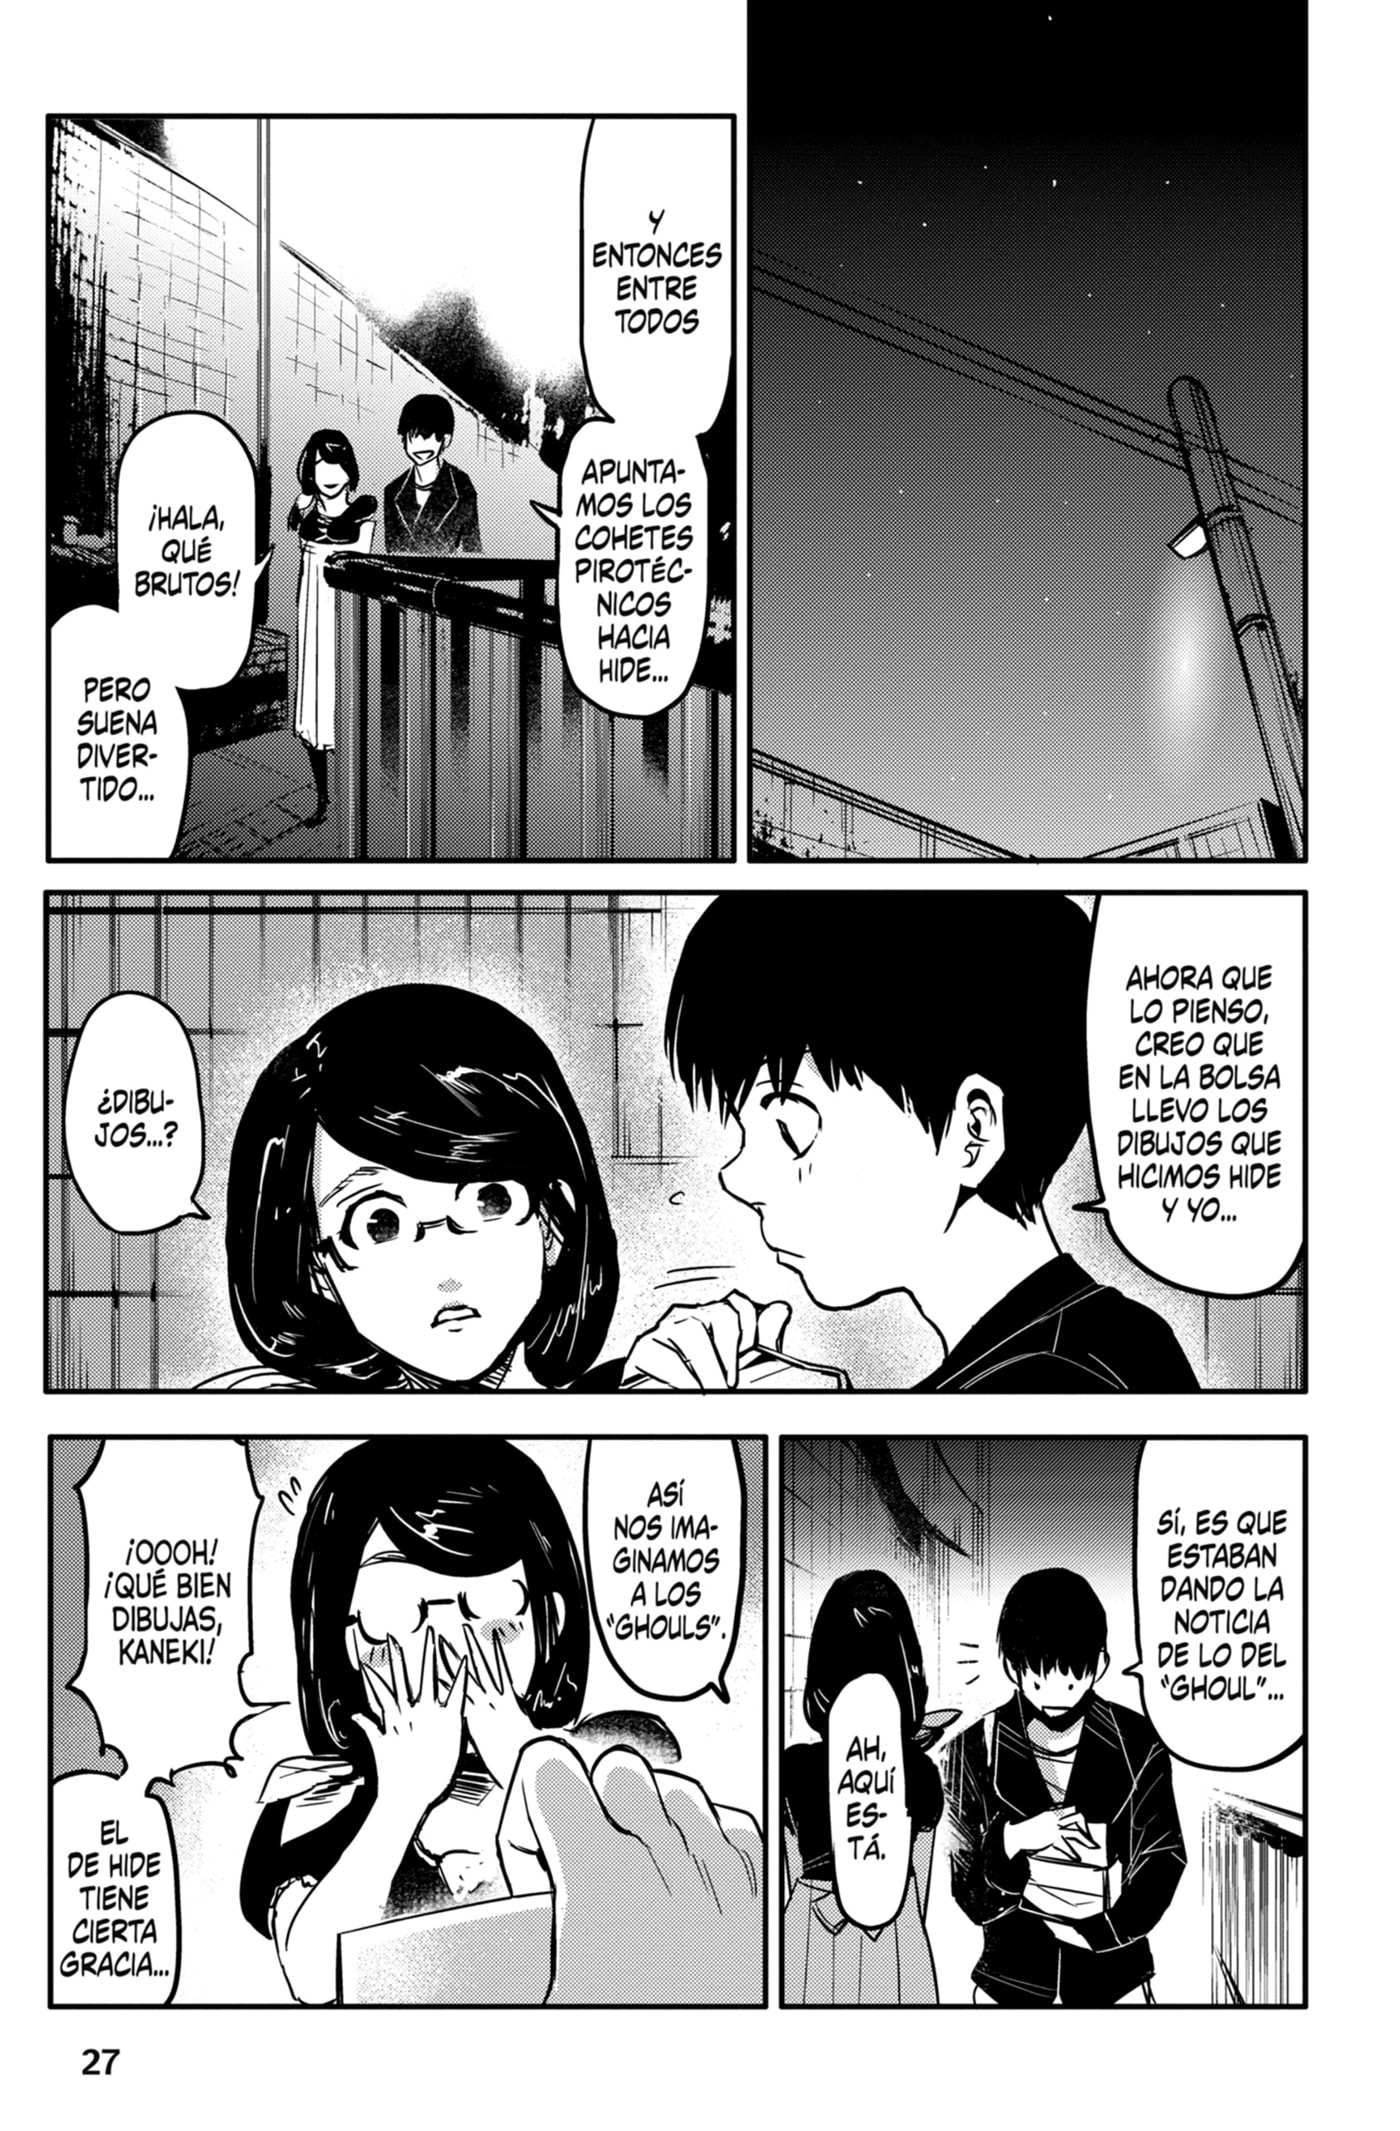 Y
ENTONCES
ENTRE
TODOS
APUNTA-
MOS LOS
COHETES
PIROTÉC-
NICOS
HACIA
HIDE...
¡HALA,
QUÉ
BRUTOS!
PERO
SUENA
DIVER-
TIDO...
AHORA QUE
LO PIENSO,
CREO QUE
EN LA BOLSA
LLEVO LOS
DIBUJOS QUE
HICIMOS HIDE
Y YO...
¿DIBU-
JOS...?
SÍ, ES QUE
ESTABAN
DANDO LA
NOTICIA
DE LO DEL
"GHOUL"...
AH,
AQUÍ
ES-
TÁ.
ASÍ
NOS IMA-
GINAMOS
A LOS
"GHOULS".
¡OOOH!
¡QUÉ BIEN
DIBUJAS,
KANEKI!
EL
DE HIDE
TIENE
CIERTA
GRACIA...
27